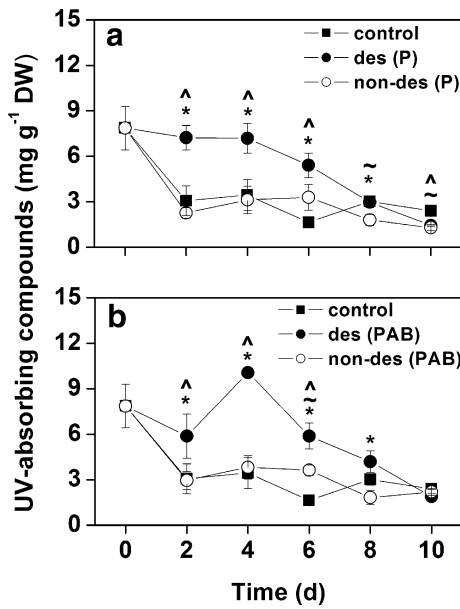 UV-absorbing compounds (mg g⁻¹ DW)
a
15
12
9
6
3
0
control
des (P)
non-des (P)
^ ^ ^ ~ ^
* * * * ~
b
15
12
9
6
3
0
control
des (PAB)
non-des (PAB)
^ ^ ^
* * ~ *
*
0 2 4 6 8 10
Time (d)